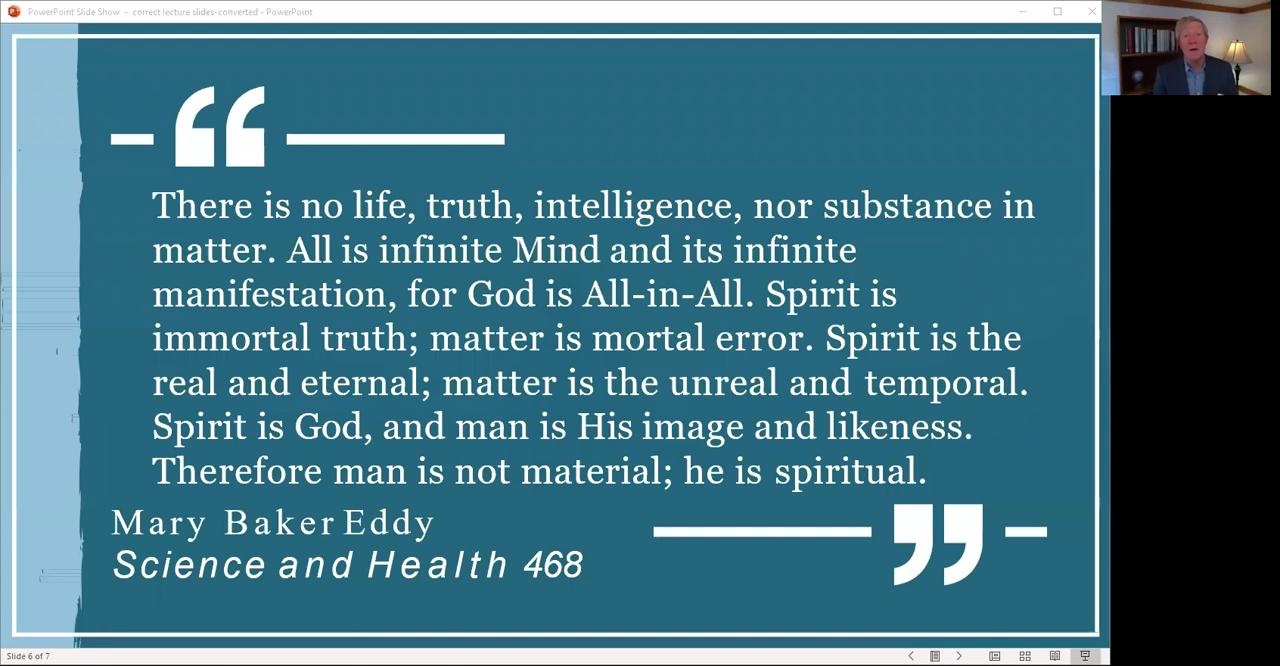 PowerPoint Slide Show - correct lecture slides-converted - PowerPoint
“
There is no life, truth, intelligence, nor substance in
matter. All is infinite Mind and its infinite
manifestation, for God is All-in-All. Spirit is
immortal truth; matter is mortal error. Spirit is the
real and eternal; matter is the unreal and temporal.
Spirit is God, and man is His image and likeness.
Therefore man is not material; he is spiritual.
Mary Baker Eddy
Science and Health 468
”
Slide 6 of 7